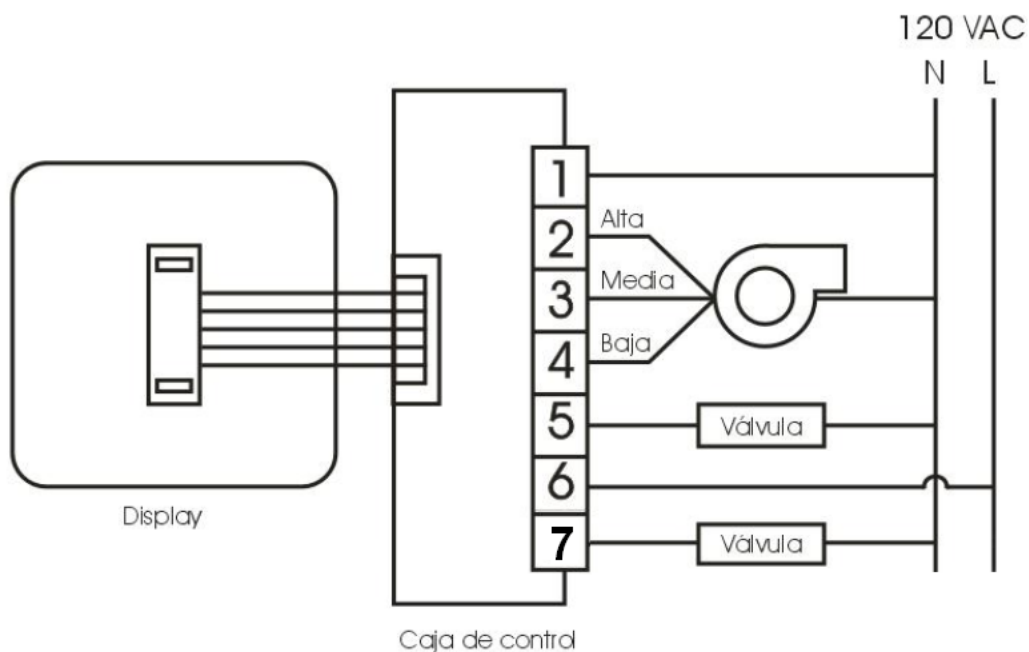 120 VAC
N L
1
Alta
2
Media
3
Baja
4
5
Válvula
6
7
Válvula
Display
Caja de control